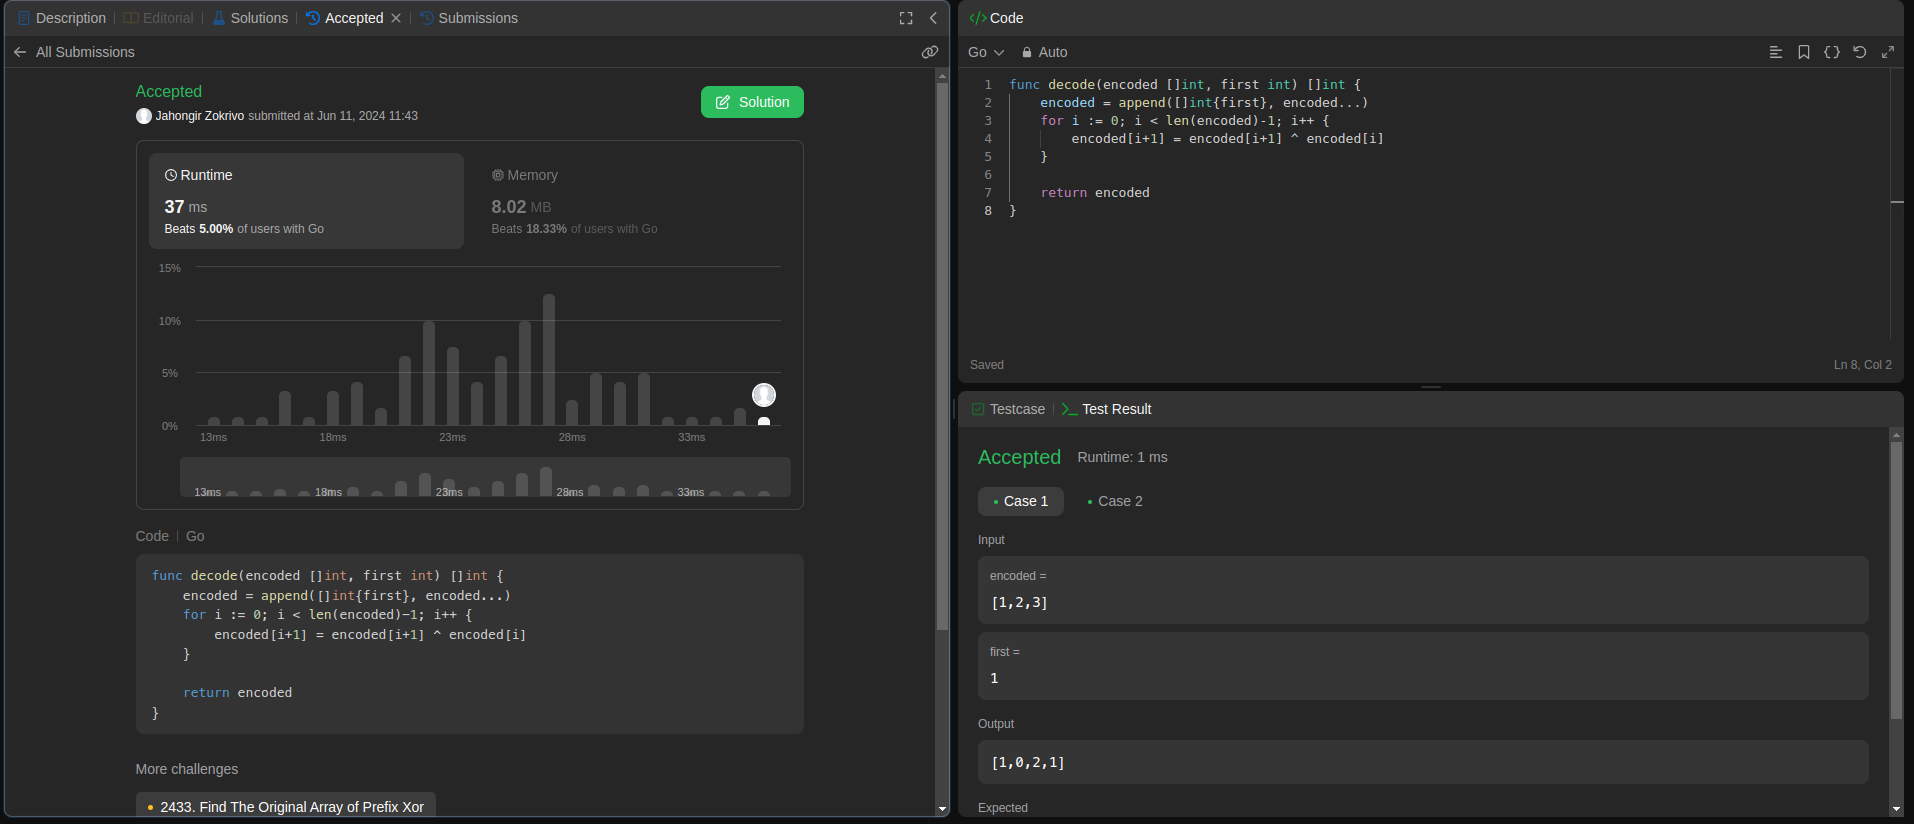 Description | Editorial | Solutions | Accepted | Submissions
All Submissions
Accepted
Jahongir Zokrivo submitted at Jun 11, 2024 11:43
Solution
Runtime
37 ms
Beats 5.00% of users with Go
Memory
8.02 MB
Beats 18.33% of users with Go
15%
10%
5%
0%
13ms 18ms 23ms 28ms 33ms
13ms 18ms 23ms 28ms 33ms
Code | Go
func decode(encoded []int, first int) []int {
    encoded = append([]int{first}, encoded...)
    for i := 0; i < len(encoded)-1; i++ {
        encoded[i+1] = encoded[i+1] ^ encoded[i]
    }
    return encoded
}
More challenges
2433. Find The Original Array of Prefix Xor
</> Code
Go Auto
1 func decode(encoded []int, first int) []int {
2     encoded = append([]int{first}, encoded...)
3     for i := 0; i < len(encoded)-1; i++ {
4         encoded[i+1] = encoded[i+1] ^ encoded[i]
5     }
6
7     return encoded
8 }
Saved
Ln 8, Col 2
Testcase | >_ Test Result
Accepted Runtime: 1 ms
• Case 1 • Case 2
Input
encoded =
[1,2,3]
first =
1
Output
[1,0,2,1]
Expected